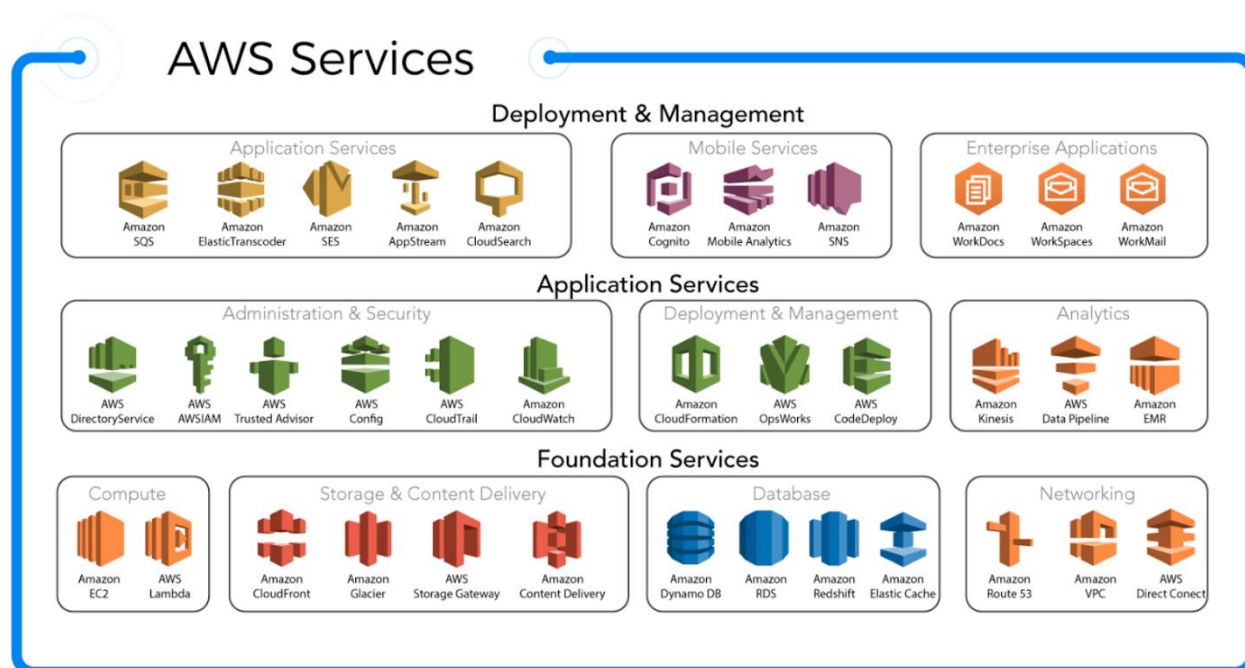 AWS Services
Deployment & Management
Application Services
Amazon
SQS
Amazon
ElasticTranscoder
Amazon
SES
Amazon
AppStream
Amazon
CloudSearch
Mobile Services
Amazon
Cognito
Amazon
Mobile Analytics
Amazon
SNS
Enterprise Applications
Amazon
WorkDocs
Amazon
WorkSpaces
Amazon
WorkMail
Application Services
Administration & Security
AWS
DirectoryService
AWS
AWSIAM
AWS
Trusted Advisor
AWS
Config
AWS
CloudTrail
Amazon
CloudWatch
Deployment & Management
Amazon
CloudFormation
AWS
OpsWorks
AWS
CodeDeploy
Analytics
Amazon
Kinesis
AWS
Data Pipeline
Amazon
EMR
Foundation Services
Compute
Amazon
EC2
AWS
Lambda
Storage & Content Delivery
Amazon
CloudFront
Amazon
Glacier
AWS
Storage Gateway
Amazon
Content Delivery
Database
Amazon
Dynamo DB
Amazon
RDS
Amazon
Redshift
Amazon
Elastic Cache
Networking
Amazon
Route 53
Amazon
VPC
AWS
Direct Conect